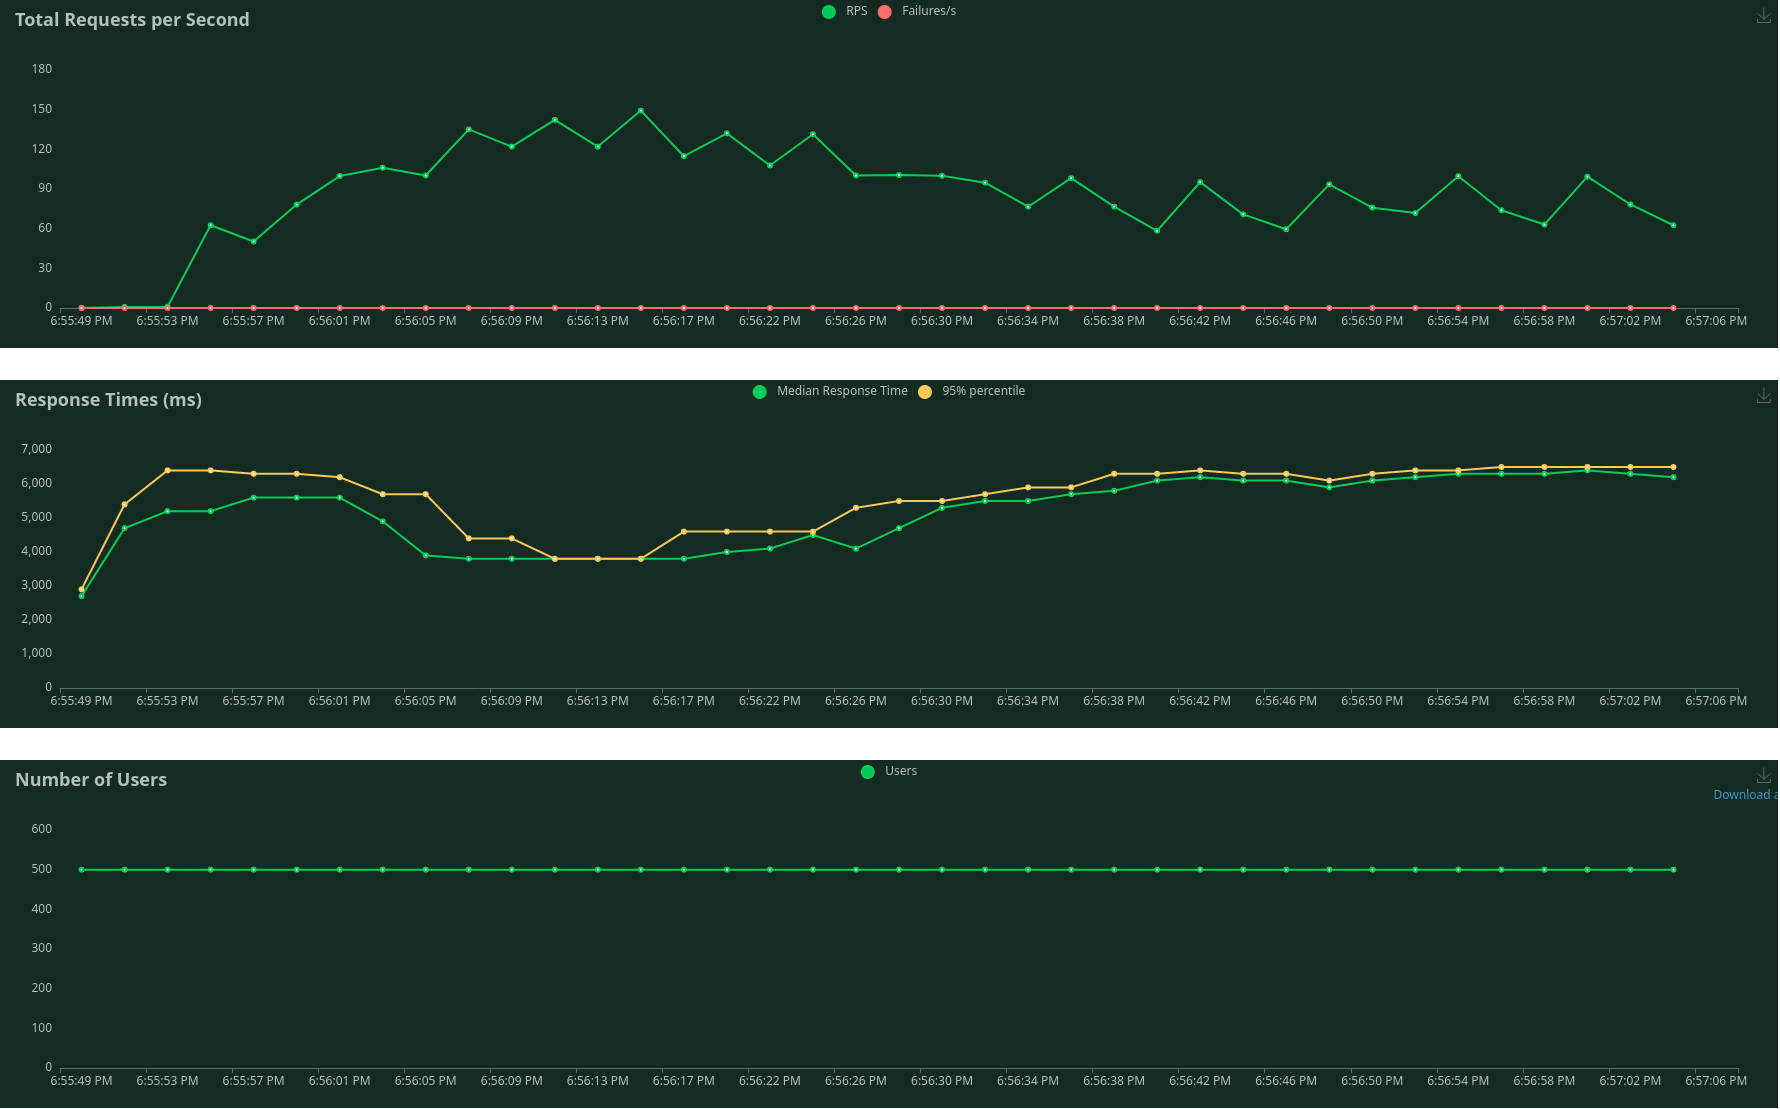 Total Requests per Second
RPS Failures/s
180
150
120
90
60
30
0
6:55:49 PM 6:55:53 PM 6:55:57 PM 6:56:01 PM 6:56:05 PM 6:56:09 PM 6:56:13 PM 6:56:17 PM 6:56:22 PM 6:56:26 PM 6:56:30 PM 6:56:34 PM 6:56:38 PM 6:56:42 PM 6:56:46 PM 6:56:50 PM 6:56:54 PM 6:56:58 PM 6:57:02 PM 6:57:06 PM
Response Times (ms)
Median Response Time 95% percentile
7,000
6,000
5,000
4,000
3,000
2,000
1,000
0
6:55:49 PM 6:55:53 PM 6:55:57 PM 6:56:01 PM 6:56:05 PM 6:56:09 PM 6:56:13 PM 6:56:17 PM 6:56:22 PM 6:56:26 PM 6:56:30 PM 6:56:34 PM 6:56:38 PM 6:56:42 PM 6:56:46 PM 6:56:50 PM 6:56:54 PM 6:56:58 PM 6:57:02 PM 6:57:06 PM
Number of Users
Users
Download a
600
500
400
300
200
100
0
6:55:49 PM 6:55:53 PM 6:55:57 PM 6:56:01 PM 6:56:05 PM 6:56:09 PM 6:56:13 PM 6:56:17 PM 6:56:22 PM 6:56:26 PM 6:56:30 PM 6:56:34 PM 6:56:38 PM 6:56:42 PM 6:56:46 PM 6:56:50 PM 6:56:54 PM 6:56:58 PM 6:57:02 PM 6:57:06 PM